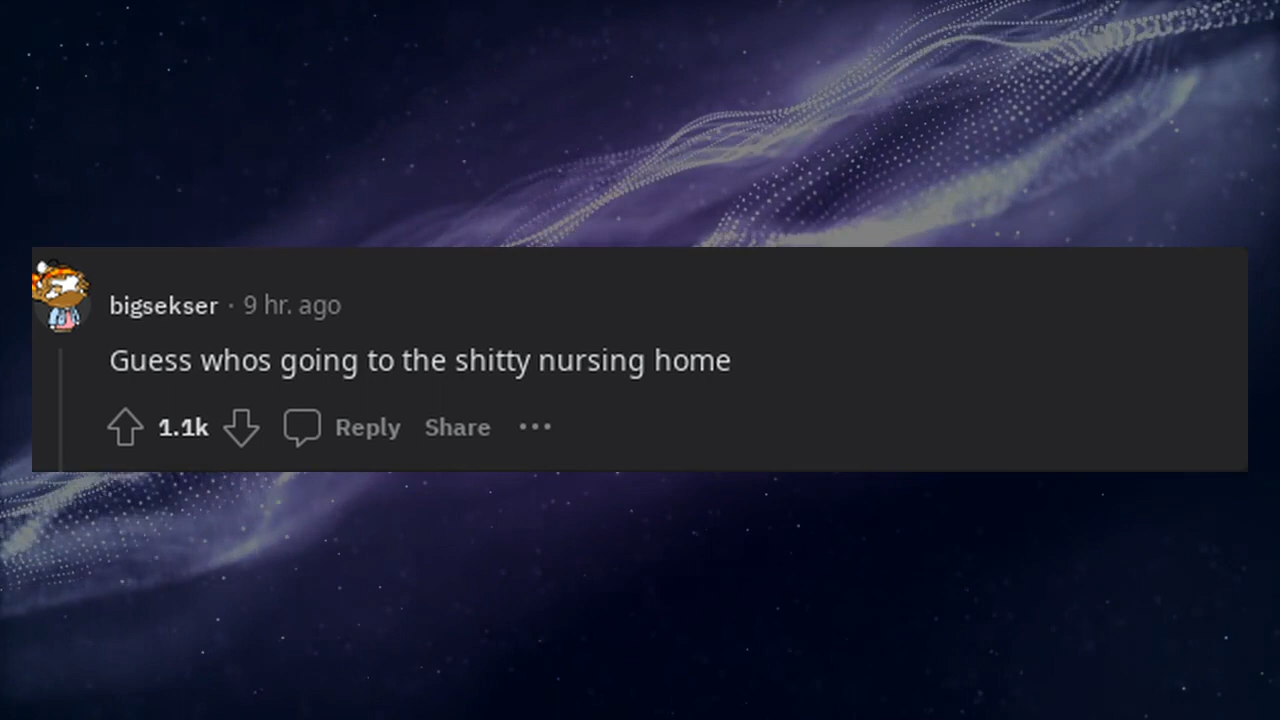 bigsekser · 9 hr. ago
Guess whos going to the shitty nursing home
1.1k Reply Share ···